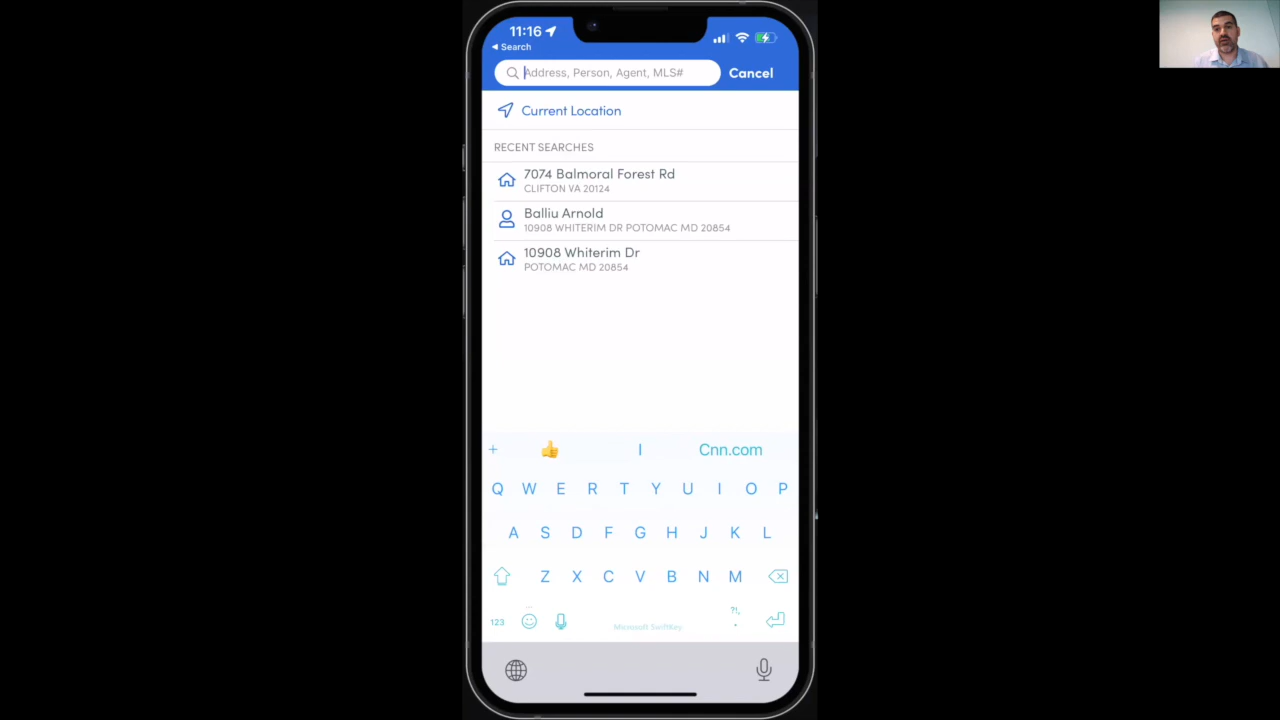 11:16
Search
Address, Person, Agent, MLS#
Cancel
Current Location
RECENT SEARCHES
7074 Balmoral Forest Rd
CLIFTON VA 20124
Balliu Arnold
10908 WHITERIM DR POTOMAC MD 20854
10908 Whiterim Dr
POTOMAC MD 20854
I
Cnn.com
Q W E R T Y U I O P
A S D F G H J K L
Z X C V B N M
?!,
123
.
Microsoft SwiftKey